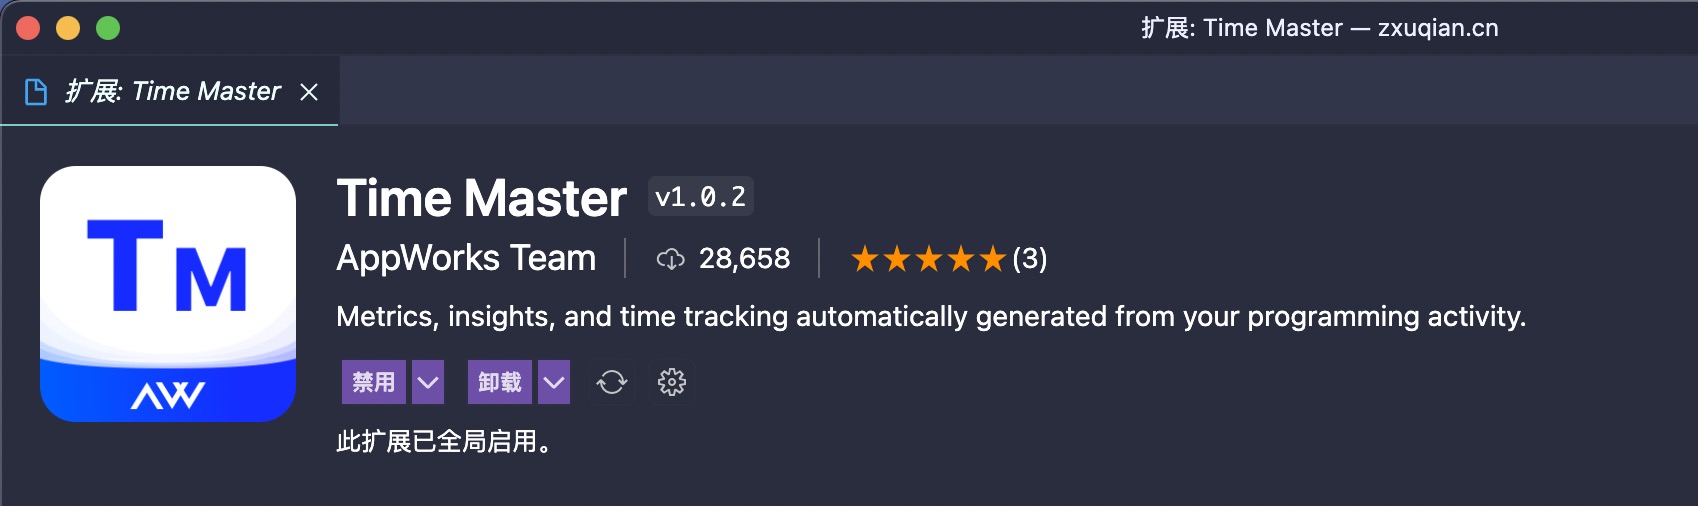 扩展: Time Master — zxuqian.cn
扩展: Time Master
TM
AW
Time Master v1.0.2
AppWorks Team 28,658 ★★★★★(3)
Metrics, insights, and time tracking automatically generated from your programming activity.
禁用 卸载
此扩展已全局启用。